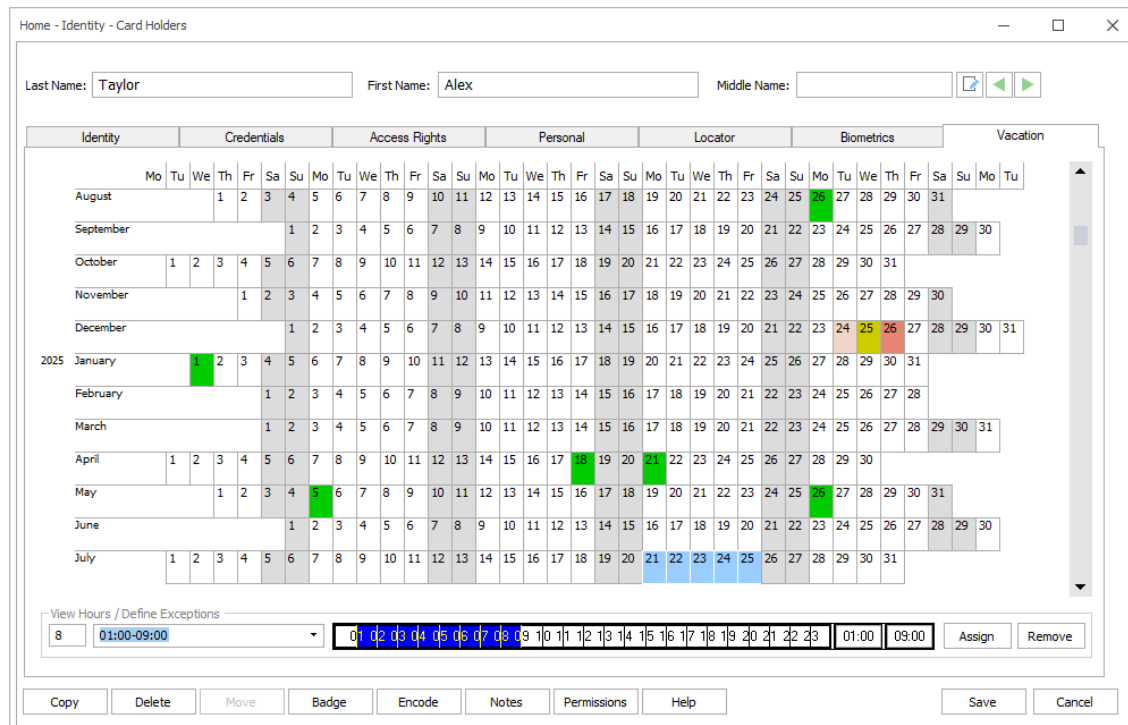 Home - Identity - Card Holders
Last Name: Taylor First Name: Alex Middle Name:
Identity Credentials Access Rights Personal Locator Biometrics Vacation
Mo Tu We Th Fr Sa Su Mo Tu We Th Fr Sa Su Mo Tu We Th Fr Sa Su Mo Tu We Th Fr Sa Su Mo Tu We Th Fr Sa Su Mo Tu
August 1 2 3 4 5 6 7 8 9 10 11 12 13 14 15 16 17 18 19 20 21 22 23 24 25 26 27 28 29 30 31
September 1 2 3 4 5 6 7 8 9 10 11 12 13 14 15 16 17 18 19 20 21 22 23 24 25 26 27 28 29 30
October 1 2 3 4 5 6 7 8 9 10 11 12 13 14 15 16 17 18 19 20 21 22 23 24 25 26 27 28 29 30 31
November 1 2 3 4 5 6 7 8 9 10 11 12 13 14 15 16 17 18 19 20 21 22 23 24 25 26 27 28 29 30
December 1 2 3 4 5 6 7 8 9 10 11 12 13 14 15 16 17 18 19 20 21 22 23 24 25 26 27 28 29 30 31
2025 January 1 2 3 4 5 6 7 8 9 10 11 12 13 14 15 16 17 18 19 20 21 22 23 24 25 26 27 28 29 30 31
February 1 2 3 4 5 6 7 8 9 10 11 12 13 14 15 16 17 18 19 20 21 22 23 24 25 26 27 28
March 1 2 3 4 5 6 7 8 9 10 11 12 13 14 15 16 17 18 19 20 21 22 23 24 25 26 27 28 29 30 31
April 1 2 3 4 5 6 7 8 9 10 11 12 13 14 15 16 17 18 19 20 21 22 23 24 25 26 27 28 29 30
May 1 2 3 4 5 6 7 8 9 10 11 12 13 14 15 16 17 18 19 20 21 22 23 24 25 26 27 28 29 30 31
June 1 2 3 4 5 6 7 8 9 10 11 12 13 14 15 16 17 18 19 20 21 22 23 24 25 26 27 28 29 30
July 1 2 3 4 5 6 7 8 9 10 11 12 13 14 15 16 17 18 19 20 21 22 23 24 25 26 27 28 29 30 31
View Hours / Define Exceptions
8 01:00-09:00 01 02 03 04 05 06 07 08 09 10 11 12 13 14 15 16 17 18 19 20 21 22 23 01:00 09:00 Assign Remove
Copy Delete Move Badge Encode Notes Permissions Help Save Cancel